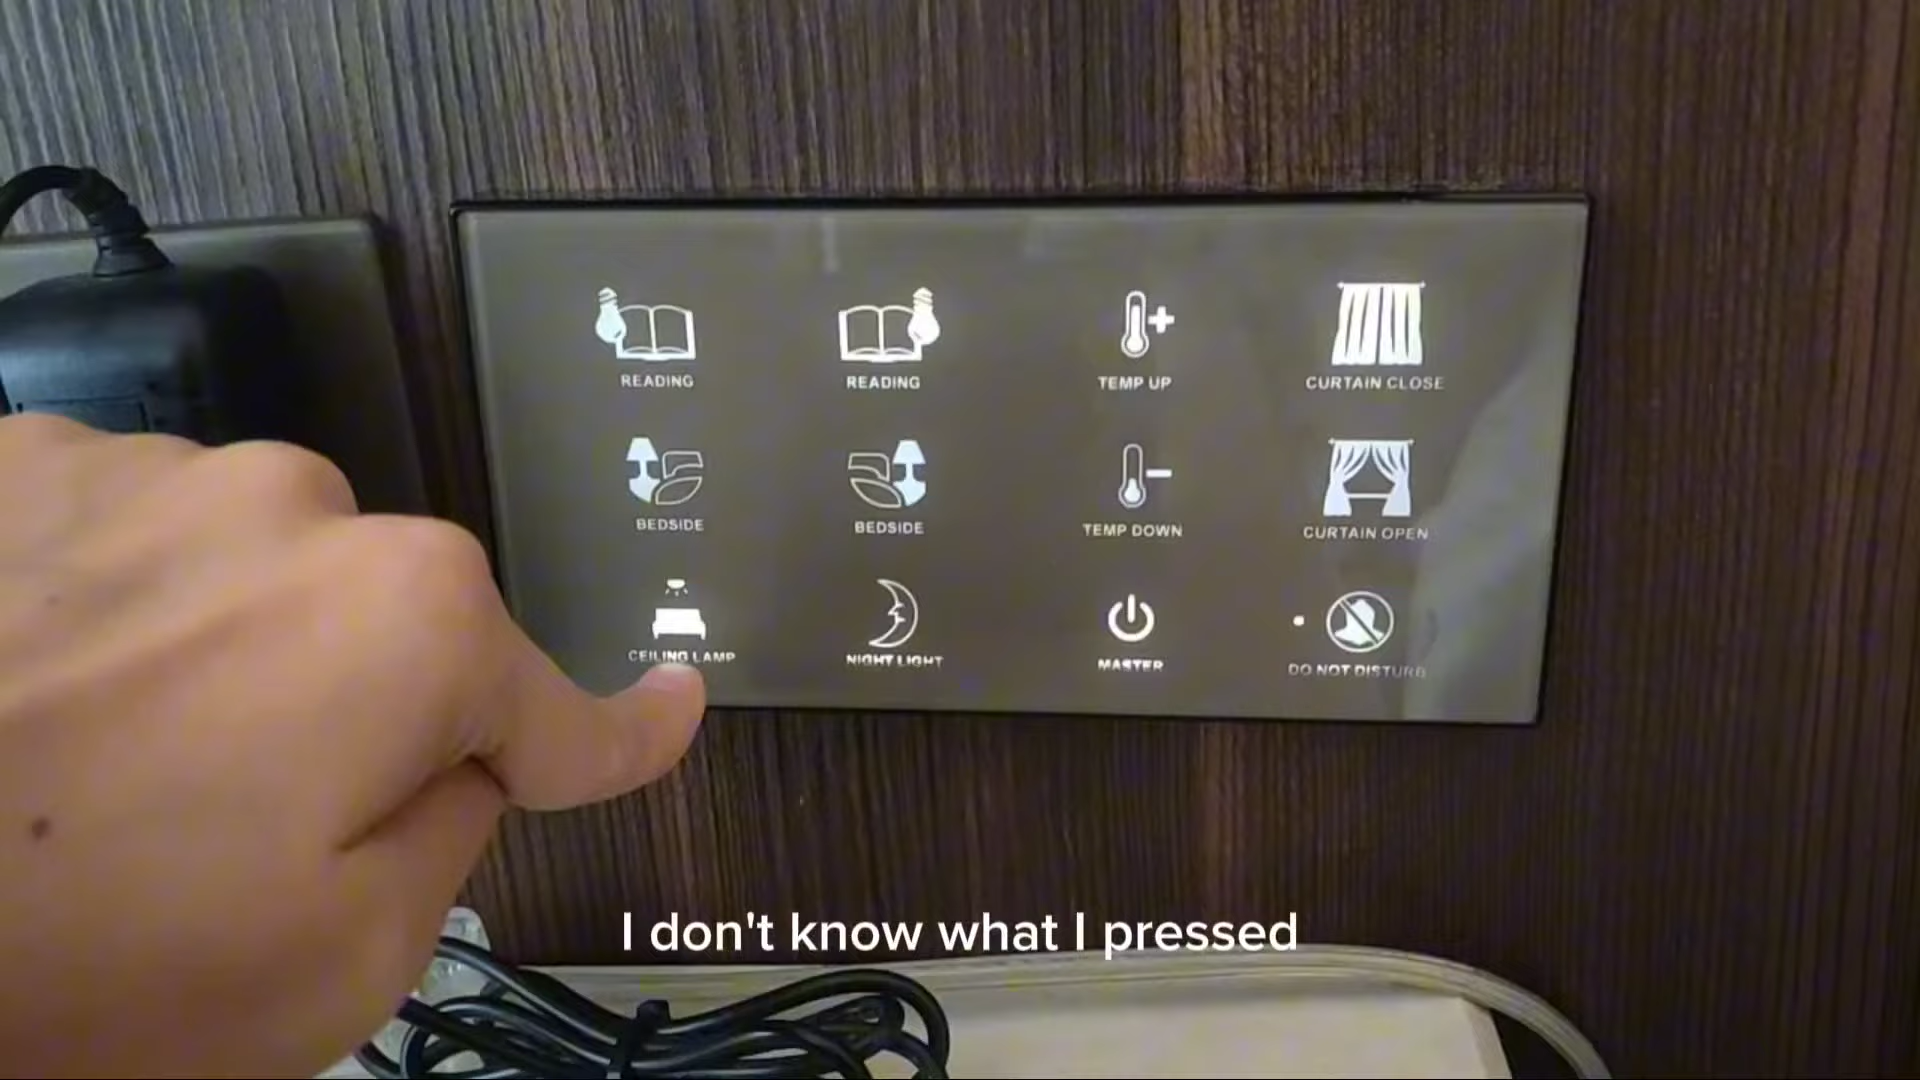 READING
READING
TEMP UP
CURTAIN CLOSE
BEDSIDE
BEDSIDE
TEMP DOWN
CURTAIN OPEN
CEILING LAMP
NIGHT LIGHT
MASTER
DO NOT DISTURB
I don't know what I pressed